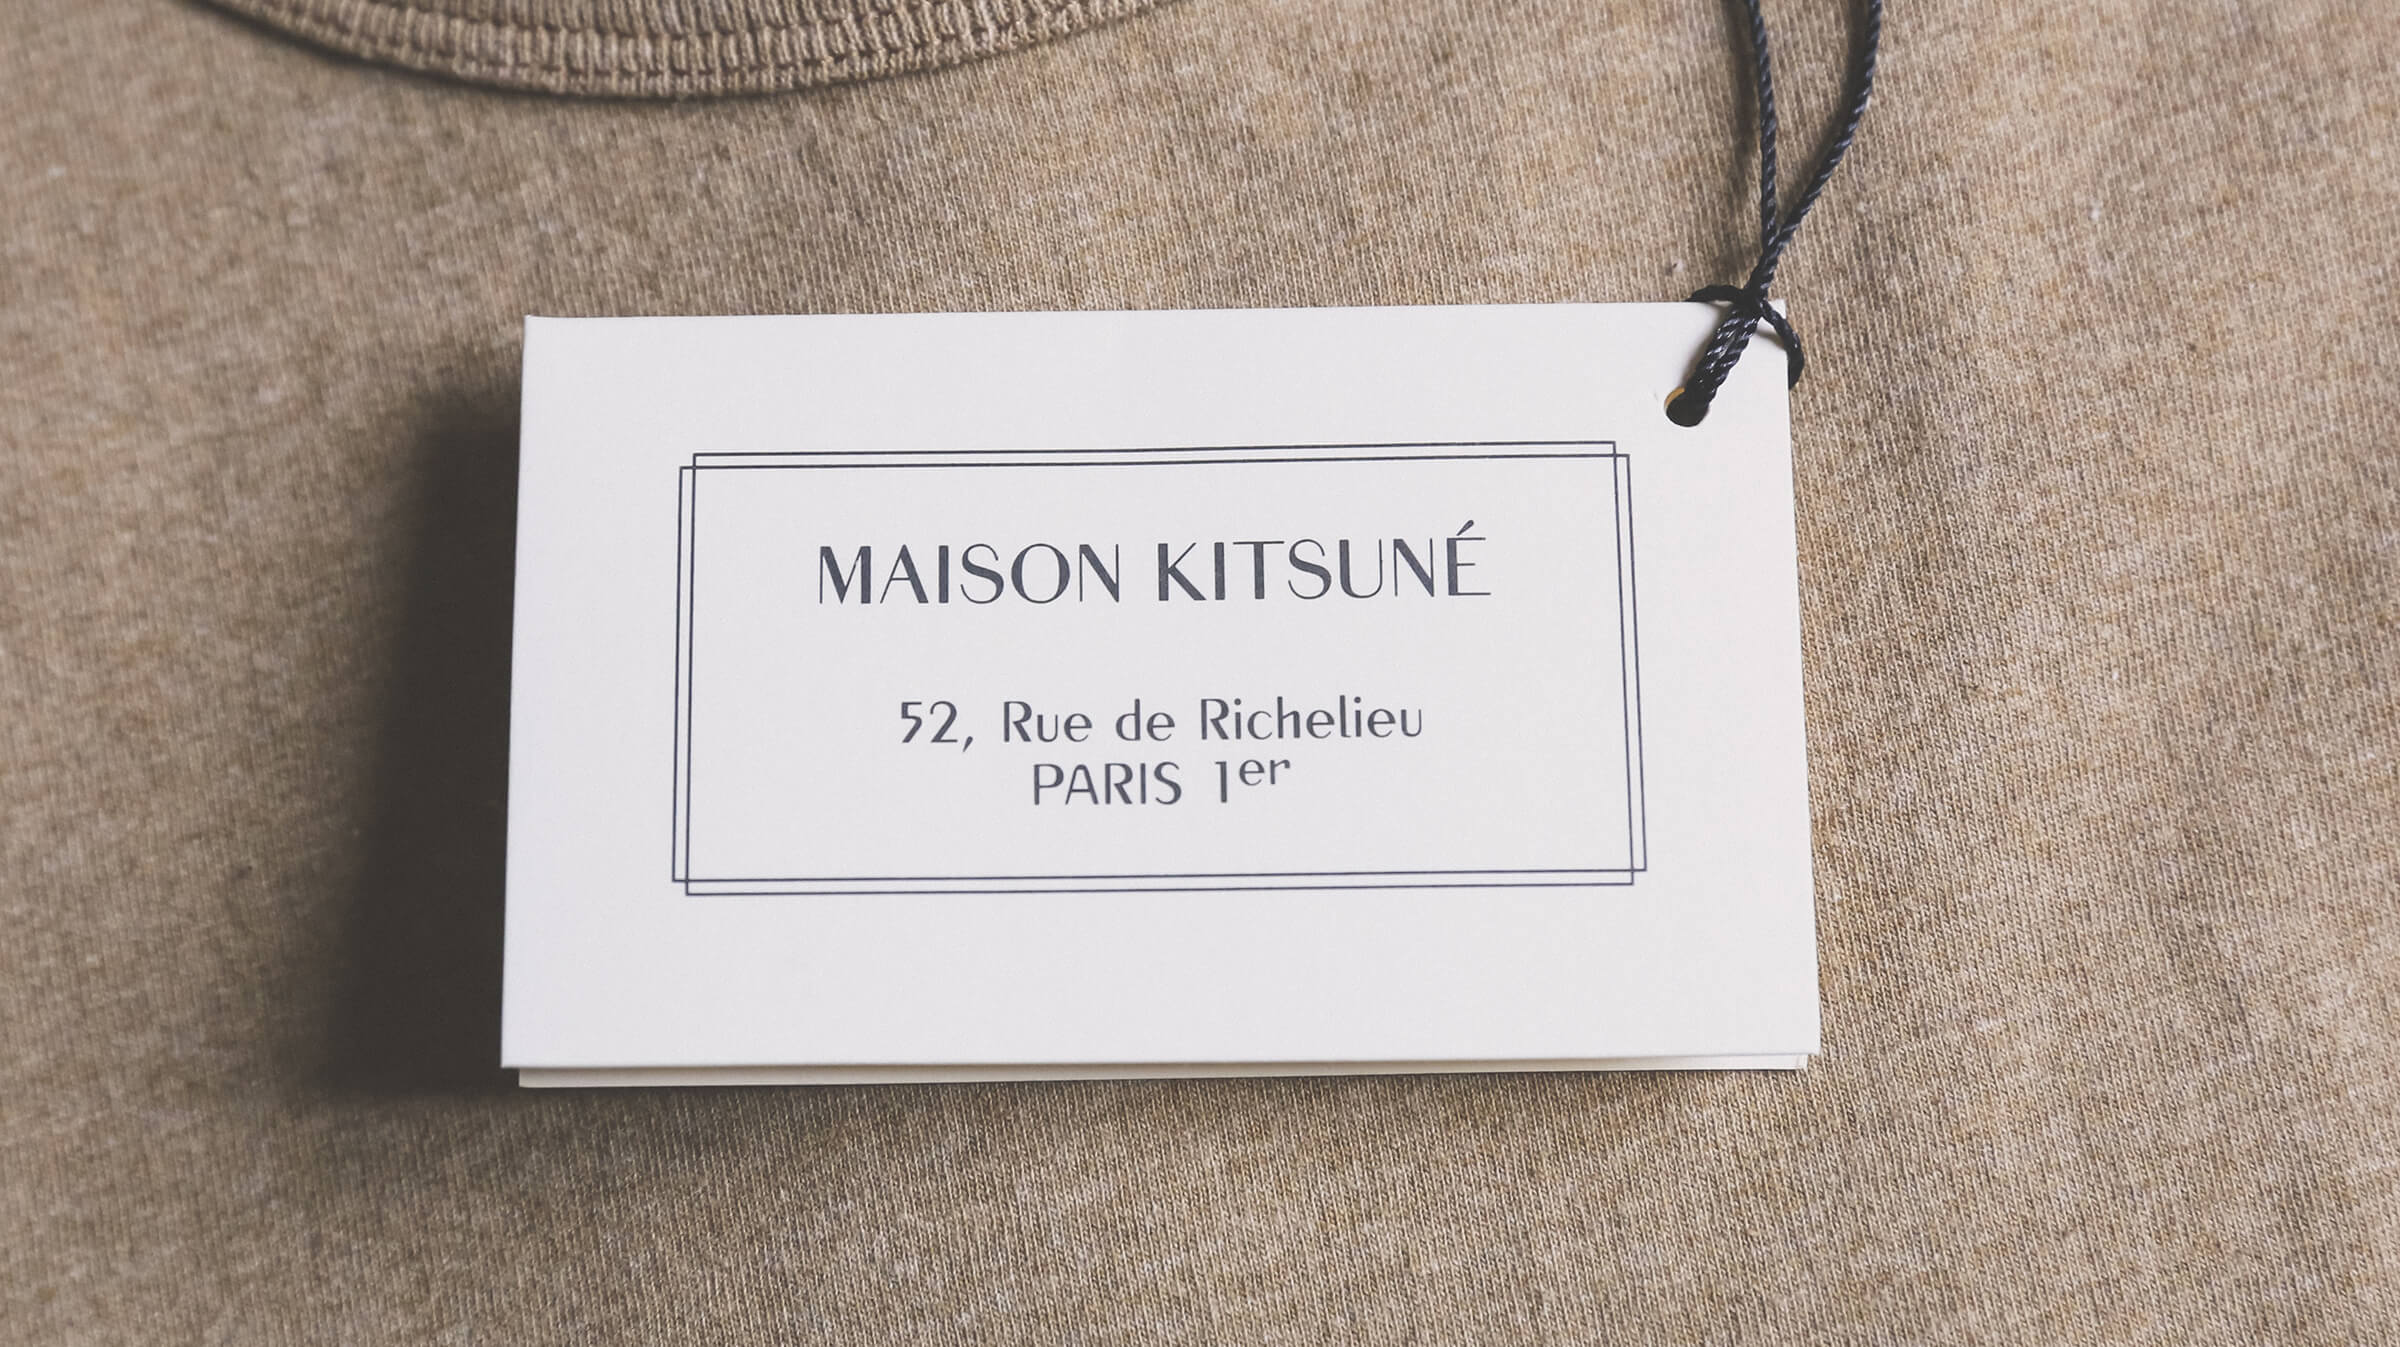 MAISON KITSUNÉ
52, Rue de Richelieu
PARIS 1er